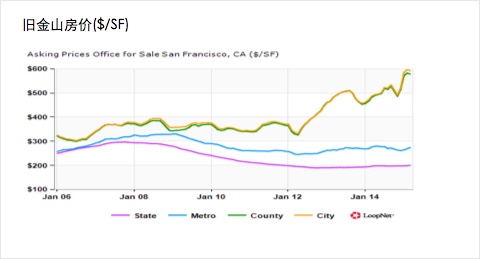 旧金山房价($/SF)
Asking Prices Office for Sale San Francisco, CA ($/SF)
$600
$500
$400
$300
$200
$100
Jan 06 Jan 08 Jan 10 Jan 12 Jan 14
State Metro County City LoopNet